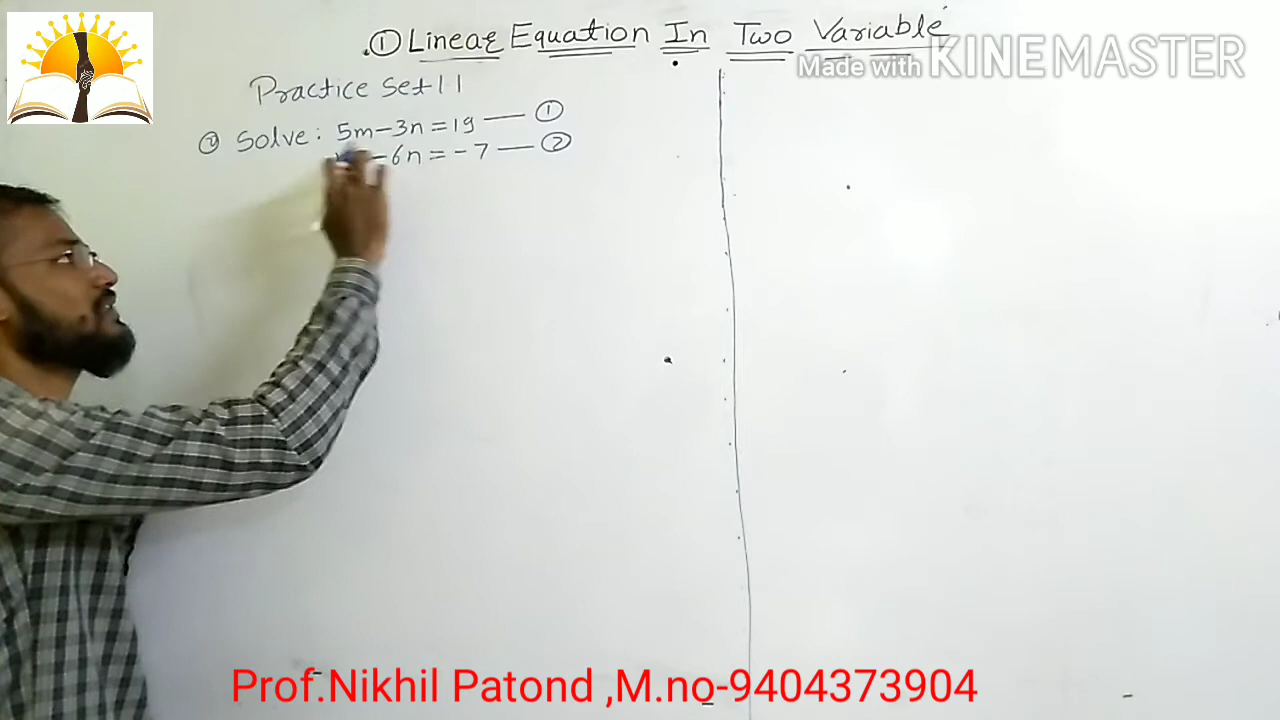 ① Linear Equation In Two Variable
Made with KINEMASTER
Practice Set 1.1
Solve: 5m-3n=19 — ①
-6n=-7 — ②
Prof.Nikhil Patond ,M.no-9404373904